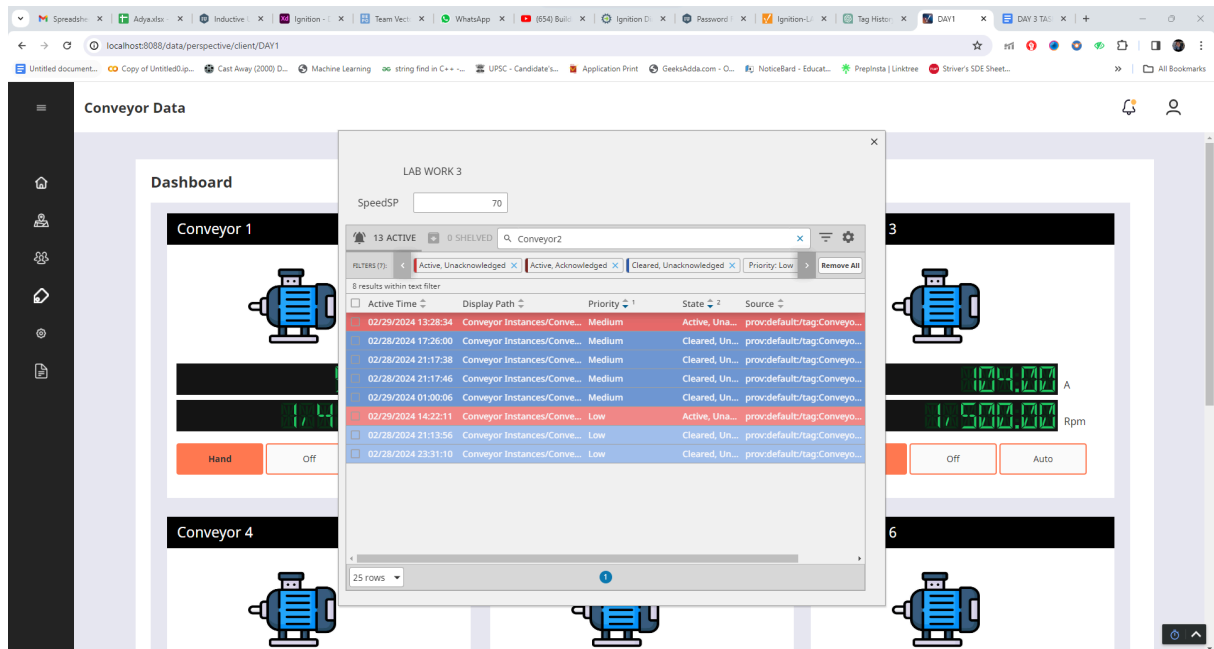 Spreadshe: Adya.xlsx - Inductive U Ignition - Team Vect: WhatsApp (654) Build Ignition D Password Ignition-L Tag Histor DAY1 DAY 3 TAS
localhost:8088/data/perspective/client/DAY1
Untitled document... Copy of Untitled0.ip... Cast Away (2000) D... Machine Learning string find in C++ -... UPSC - Candidate's... Application Print GeeksAdda.com - O... NoticeBard - Educat... PrepInsta | Linktree Striver's SDE Sheet... All Bookmarks
Conveyor Data
Dashboard
Conveyor 1
3
104.00 A
1,4
1,500.00 Rpm
Hand Off
Off Auto
Conveyor 4
6
LAB WORK 3
SpeedSP 70
13 ACTIVE 0 SHELVED Conveyor2
FILTERS (7): Active, Unacknowledged Active, Acknowledged Cleared, Unacknowledged Priority: Low Remove All
8 results within text filter
Active Time Display Path Priority 1 State 2 Source
02/29/2024 13:28:34 Conveyor Instances/Conve... Medium Active, Una... prov:default:/tag:Conveyo...
02/28/2024 17:26:00 Conveyor Instances/Conve... Medium Cleared, Un... prov:default:/tag:Conveyo...
02/28/2024 21:17:38 Conveyor Instances/Conve... Medium Cleared, Un... prov:default:/tag:Conveyo...
02/28/2024 21:17:46 Conveyor Instances/Conve... Medium Cleared, Un... prov:default:/tag:Conveyo...
02/29/2024 01:00:06 Conveyor Instances/Conve... Medium Cleared, Un... prov:default:/tag:Conveyo...
02/29/2024 14:22:11 Conveyor Instances/Conve... Low Active, Una... prov:default:/tag:Conveyo...
02/28/2024 21:13:56 Conveyor Instances/Conve... Low Cleared, Un... prov:default:/tag:Conveyo...
02/28/2024 23:31:10 Conveyor Instances/Conve... Low Cleared, Un... prov:default:/tag:Conveyo...
25 rows 1